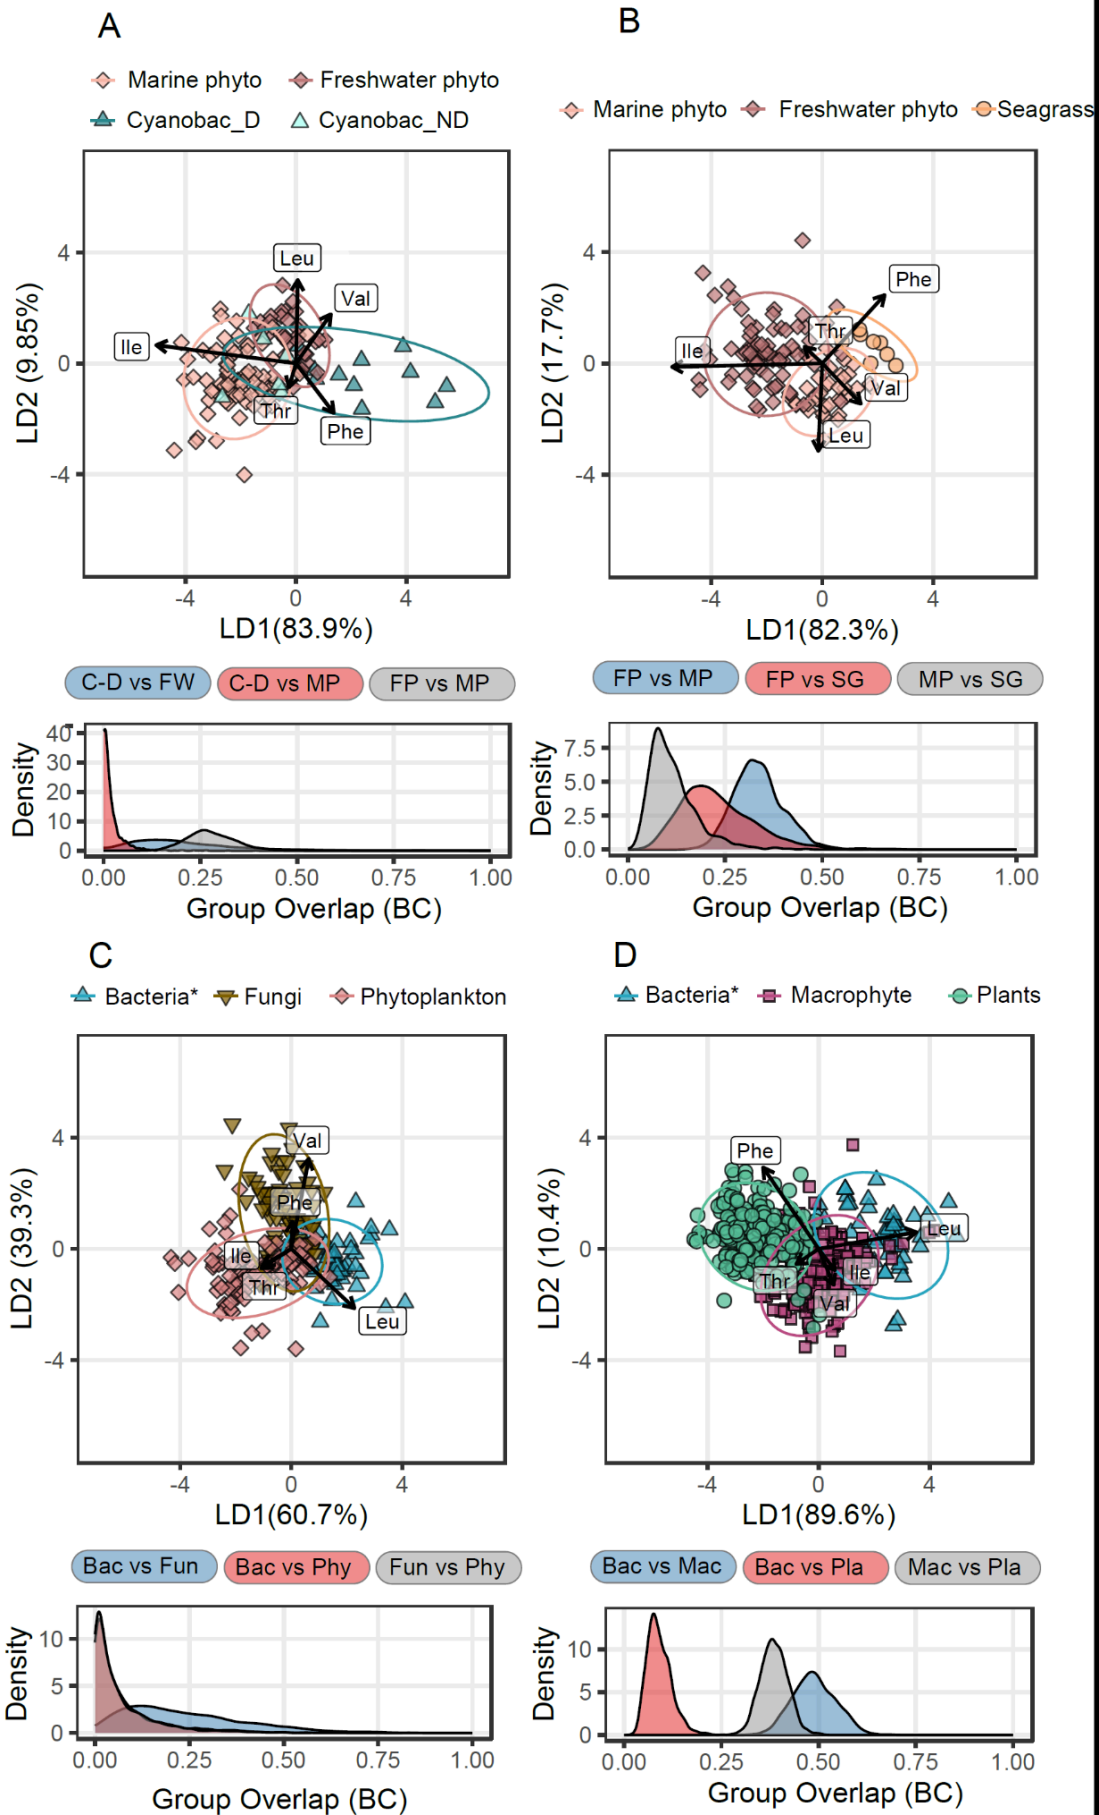 A
Marine phyto Freshwater phyto
Cyanobac_D Cyanobac_ND
LD2 (9.85%)
4
0
-4
Leu
Val
Ile
Thr
Phe
-4 0 4
LD1(83.9%)
C-D vs FW C-D vs MP FP vs MP
Density
40
30
20
10
0
0.00 0.25 0.50 0.75 1.00
Group Overlap (BC)
B
Marine phyto Freshwater phyto Seagrass
LD2 (17.7%)
4
0
-4
Phe
Thr
Ile
Val
Leu
-4 0 4
LD1(82.3%)
FP vs MP FP vs SG MP vs SG
Density
7.5
5.0
2.5
0.0
0.00 0.25 0.50 0.75 1.00
Group Overlap (BC)
C
Bacteria* Fungi Phytoplankton
LD2 (39.3%)
4
0
-4
Val
Phe
Ile
Thr
Leu
-4 0 4
LD1(60.7%)
Bac vs Fun Bac vs Phy Fun vs Phy
Density
10
5
0
0.00 0.25 0.50 0.75 1.00
Group Overlap (BC)
D
Bacteria* Macrophyte Plants
LD2 (10.4%)
4
0
-4
Phe
Leu
Ile
Thr
Val
-4 0 4
LD1(89.6%)
Bac vs Mac Bac vs Pla Mac vs Pla
Density
10
5
0
0.00 0.25 0.50 0.75 1.00
Group Overlap (BC)